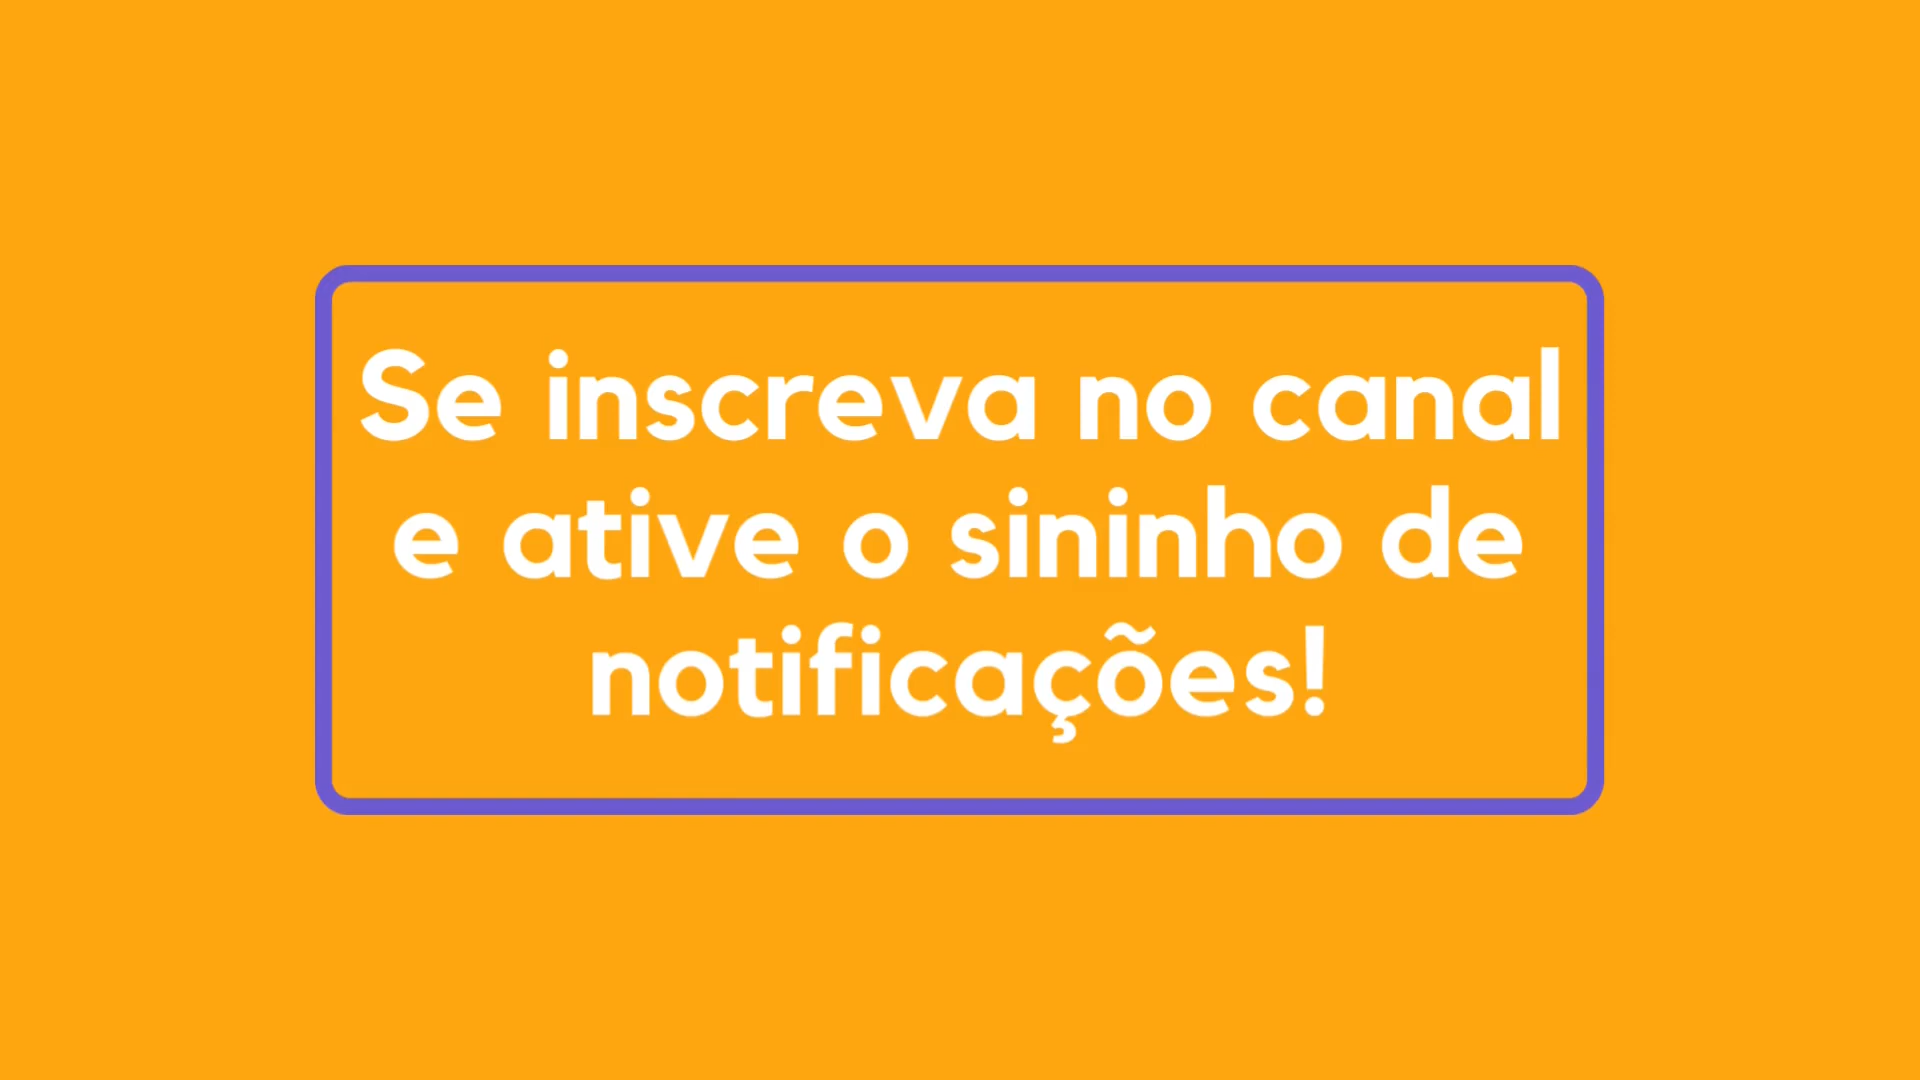 Se inscreva no canal
e ative o sininho de
notificações!